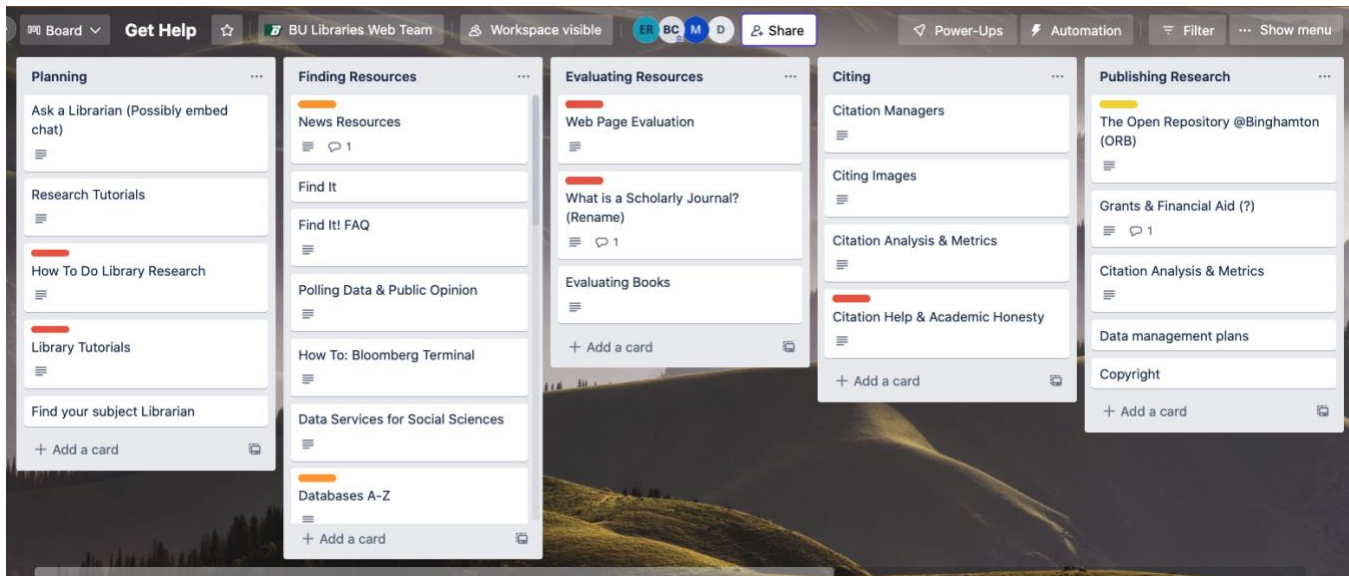 Board
Get Help
BU Libraries Web Team
Workspace visible
ER
BC
M
D
Share
Power-Ups
Automation
Filter
Show menu
Planning
Ask a Librarian (Possibly embed
chat)
Research Tutorials
How To Do Library Research
Library Tutorials
Find your subject Librarian
+ Add a card
Finding Resources
News Resources
1
Find It
Find It! FAQ
Polling Data & Public Opinion
How To: Bloomberg Terminal
Data Services for Social Sciences
Databases A-Z
+ Add a card
Evaluating Resources
Web Page Evaluation
What is a Scholarly Journal?
(Rename)
1
Evaluating Books
+ Add a card
Citing
Citation Managers
Citing Images
Citation Analysis & Metrics
Citation Help & Academic Honesty
+ Add a card
Publishing Research
The Open Repository @Binghamton
(ORB)
Grants & Financial Aid (?)
1
Citation Analysis & Metrics
Data management plans
Copyright
+ Add a card